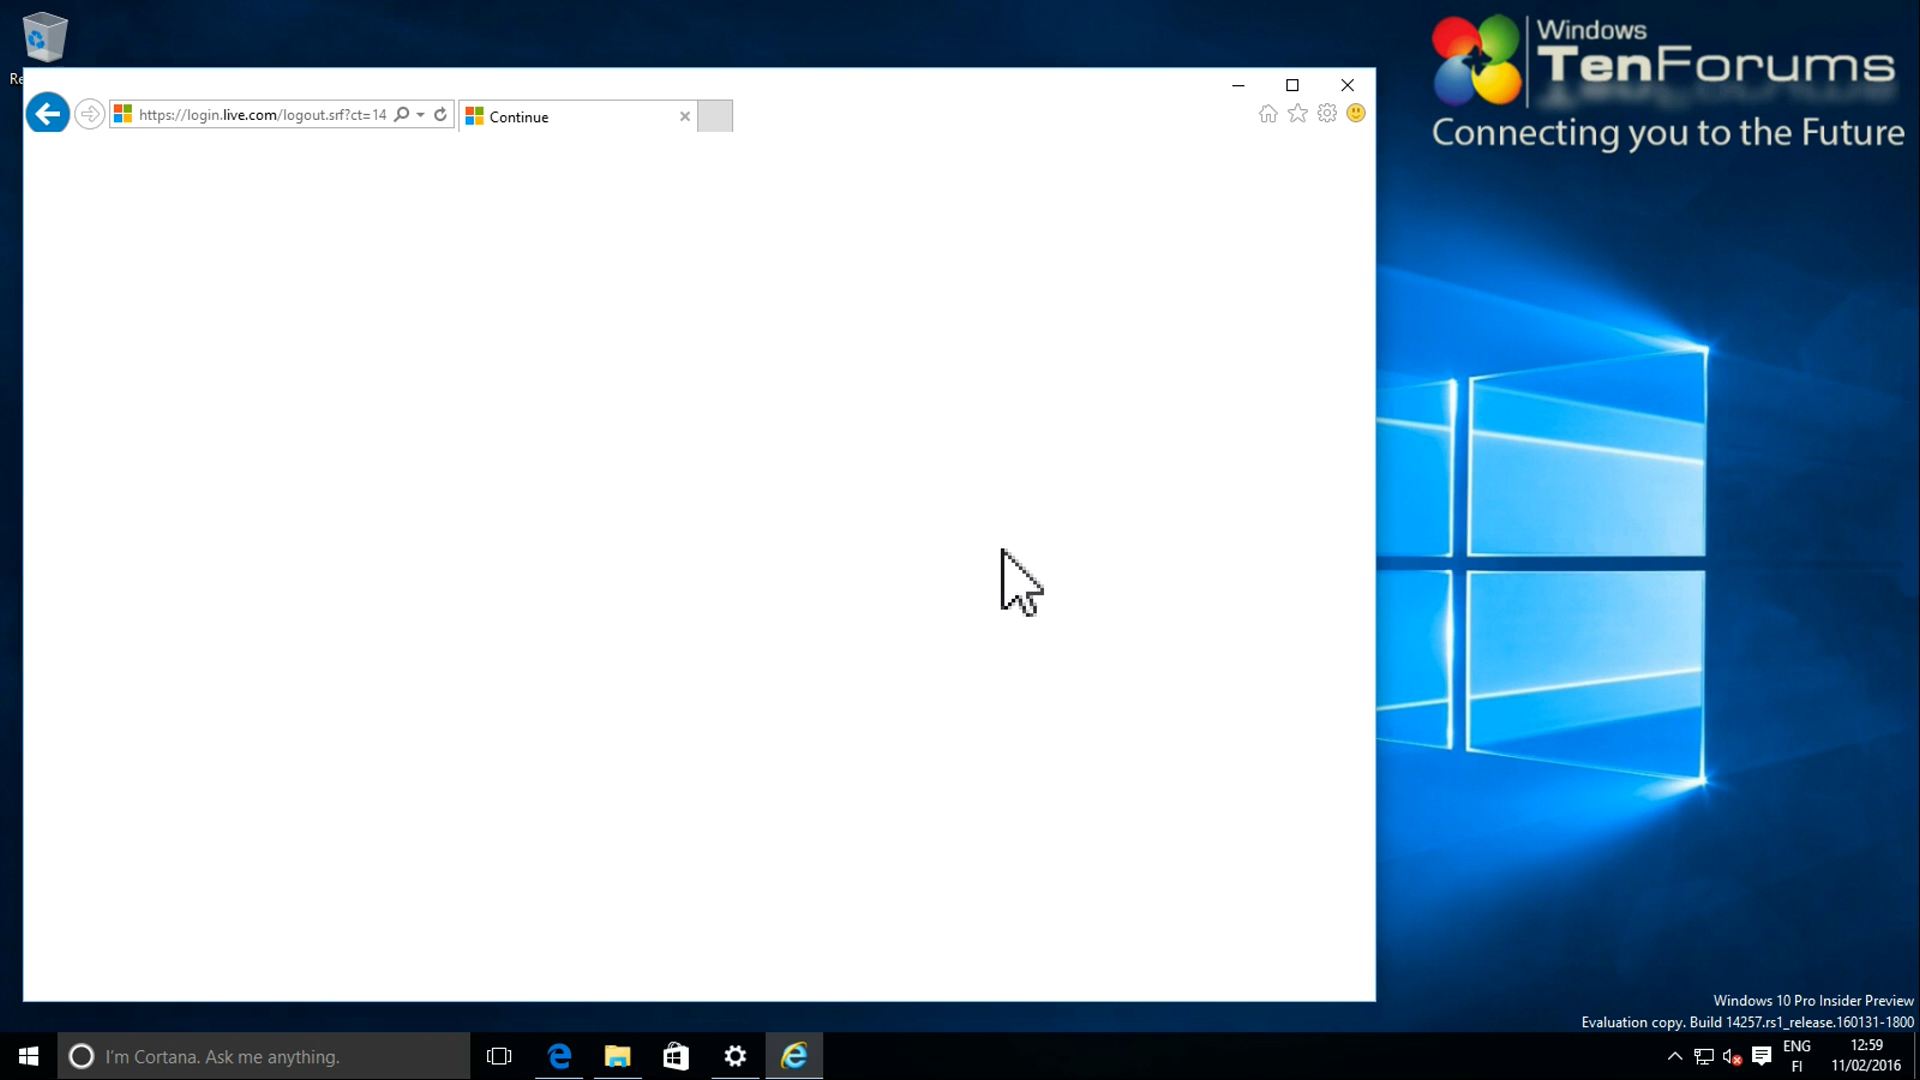 Re
https://login.live.com/logout.srf?ct=14
Continue
Windows
TenForums
Connecting you to the Future
Windows 10 Pro Insider Preview
Evaluation copy. Build 14257.rs1_release.160131-1800
I'm Cortana. Ask me anything.
ENG
FI
12:59
11/02/2016